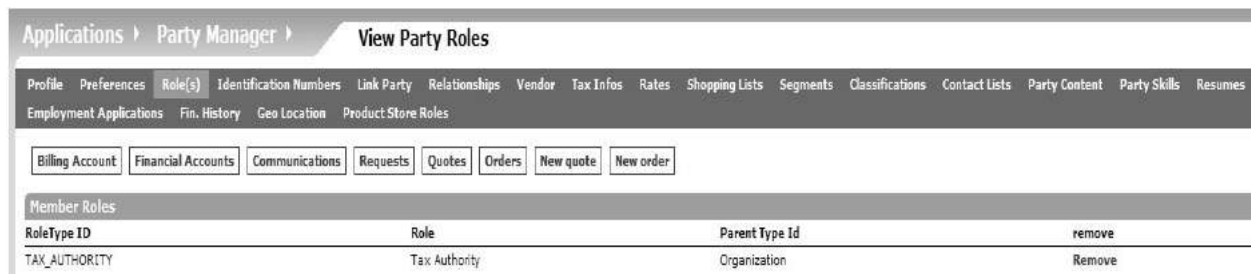 Applications Party Manager View Party Roles
Profile Preferences Role(s) Identification Numbers Link Party Relationships Vendor Tax Infos Rates Shopping Lists Segments Classifications Contact Lists Party Content Party Skills Resumes
Employment Applications Fin. History Geo Location Product Store Roles
Billing Account Financial Accounts Communications Requests Quotes Orders New quote New order
Member Roles
RoleType ID Role Parent Type Id remove
TAX_AUTHORITY Tax Authority Organization Remove